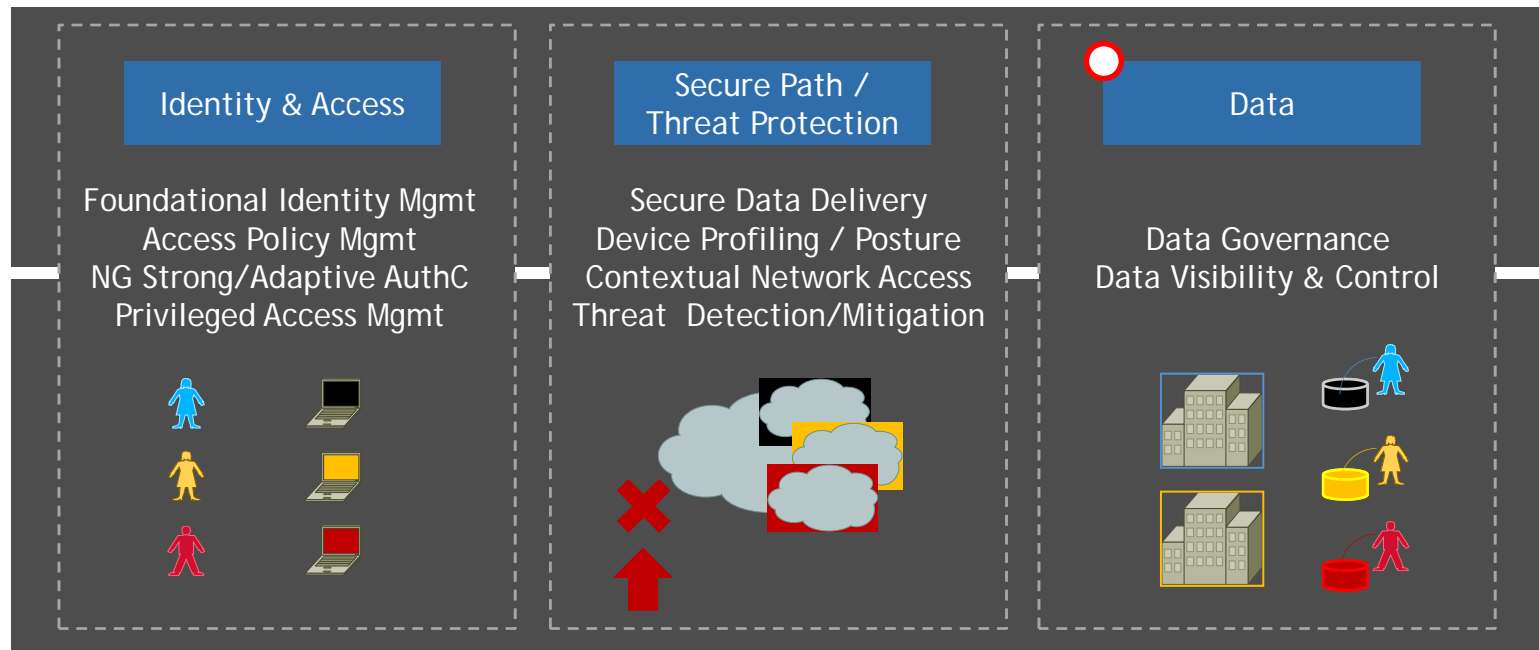 Identity & Access
Foundational Identity Mgmt
Access Policy Mgmt
NG Strong/Adaptive AuthC
Privileged Access Mgmt
Secure Path /
Threat Protection
Secure Data Delivery
Device Profiling / Posture
Contextual Network Access
Threat  Detection/Mitigation
Data
Data Governance
Data Visibility & Control